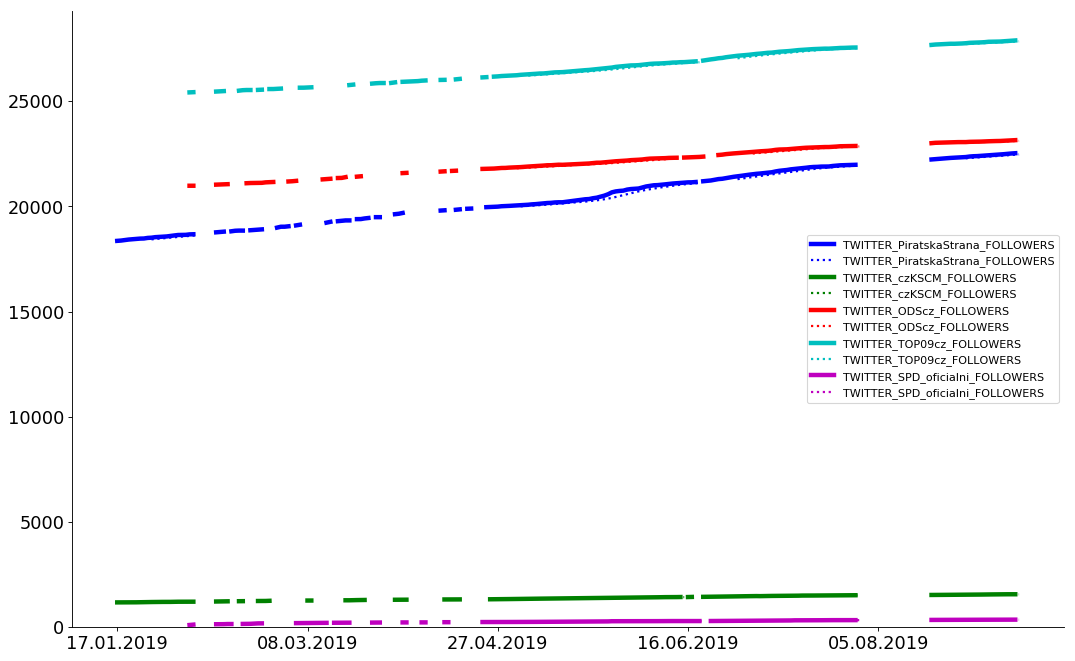 25000
20000
15000
10000
5000
0
17.01.2019 08.03.2019 27.04.2019 16.06.2019 05.08.2019
TWITTER_PiratskaStrana_FOLLOWERS
TWITTER_PiratskaStrana_FOLLOWERS
TWITTER_czKSCM_FOLLOWERS
TWITTER_czKSCM_FOLLOWERS
TWITTER_ODScz_FOLLOWERS
TWITTER_ODScz_FOLLOWERS
TWITTER_TOP09cz_FOLLOWERS
TWITTER_TOP09cz_FOLLOWERS
TWITTER_SPD_oficialni_FOLLOWERS
TWITTER_SPD_oficialni_FOLLOWERS